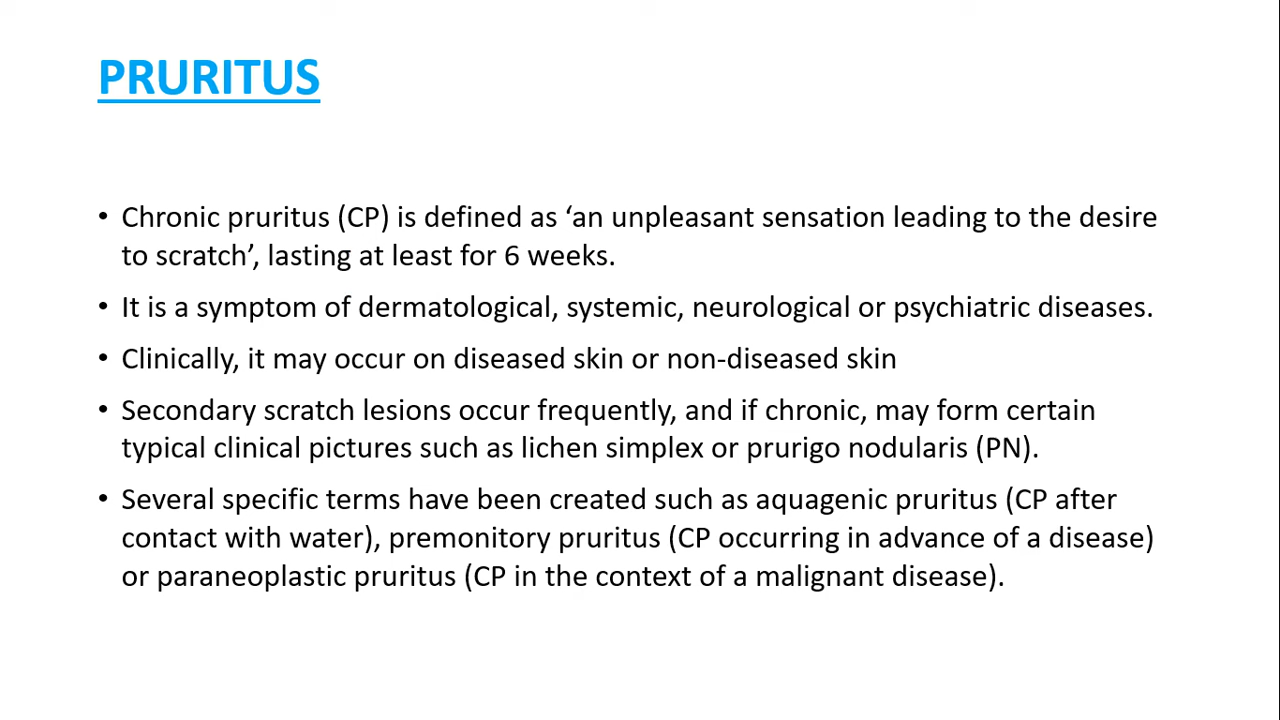 PRURITUS
• Chronic pruritus (CP) is defined as ‘an unpleasant sensation leading to the desire
to scratch’, lasting at least for 6 weeks.
• It is a symptom of dermatological, systemic, neurological or psychiatric diseases.
• Clinically, it may occur on diseased skin or non-diseased skin
• Secondary scratch lesions occur frequently, and if chronic, may form certain
typical clinical pictures such as lichen simplex or prurigo nodularis (PN).
• Several specific terms have been created such as aquagenic pruritus (CP after
contact with water), premonitory pruritus (CP occurring in advance of a disease)
or paraneoplastic pruritus (CP in the context of a malignant disease).